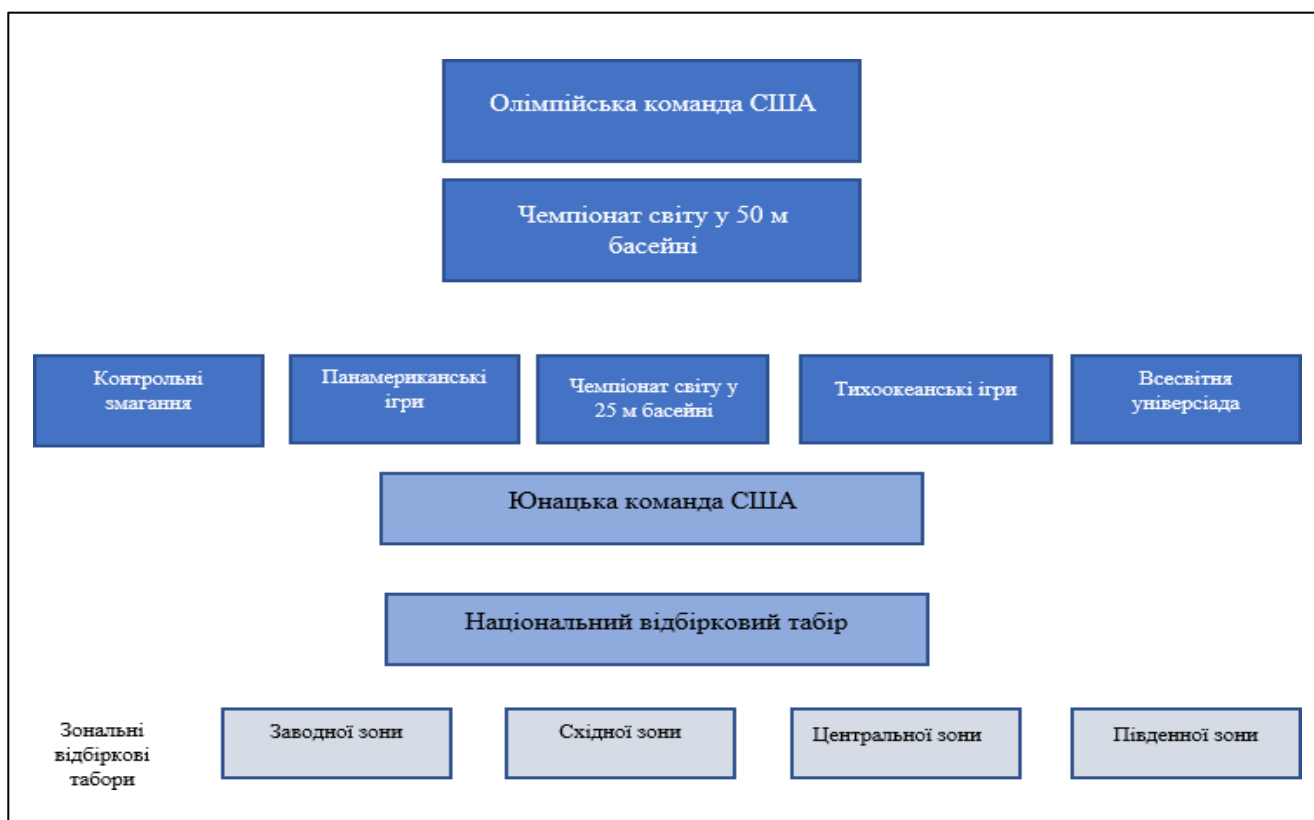 Олімпійська команда США
Чемпіонат світу у 50 м
басейні
Контрольні
змагання
Панамериканські
ігри
Чемпіонат світу у
25 м басейні
Тихоокеанські ігри
Всесвітня
універсіада
Юнацька команда США
Національний відбірковий табір
Зональні
відбіркові
табори
Заводної зони
Східної зони
Центральної зони
Південної зони